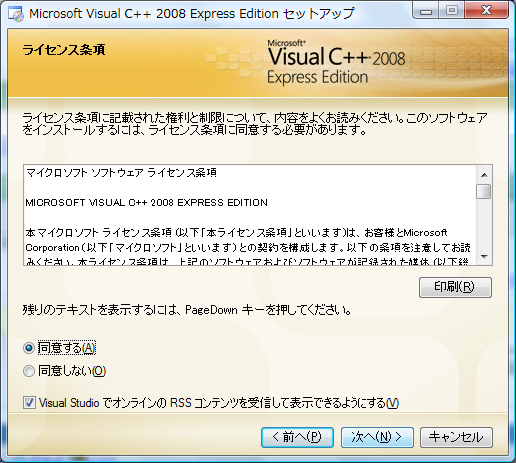 Microsoft Visual C++ 2008 Express Edition セットアップ
ライセンス条項
Microsoft®
Visual C++ 2008
Express Edition
ライセンス条項に記載された権利と制限について、内容をよくお読みください。このソフトウェア
をインストールするには、ライセンス条項に同意する必要があります。
マイクロソフト ソフトウェア ライセンス条項
MICROSOFT VISUAL C++ 2008 EXPRESS EDITION
本マイクロソフト ライセンス条項 (以下「本ライセンス条項」といいます)は、お客様とMicrosoft
Corporation (以下「マイクロソフト」といいます) との契約を構成します。以下の条項を注意してお読
みください。本ライセンス条項は、上記のソフトウェアおよびソフトウェアが記録された媒体 (以下総
印刷(R)
残りのテキストを表示するには、PageDown キーを押してください。
同意する(A)
同意しない(O)
Visual Studio でオンラインの RSS コンテンツを受信して表示できるようにする(V)
< 前へ(P)
次へ(N) >
キャンセル